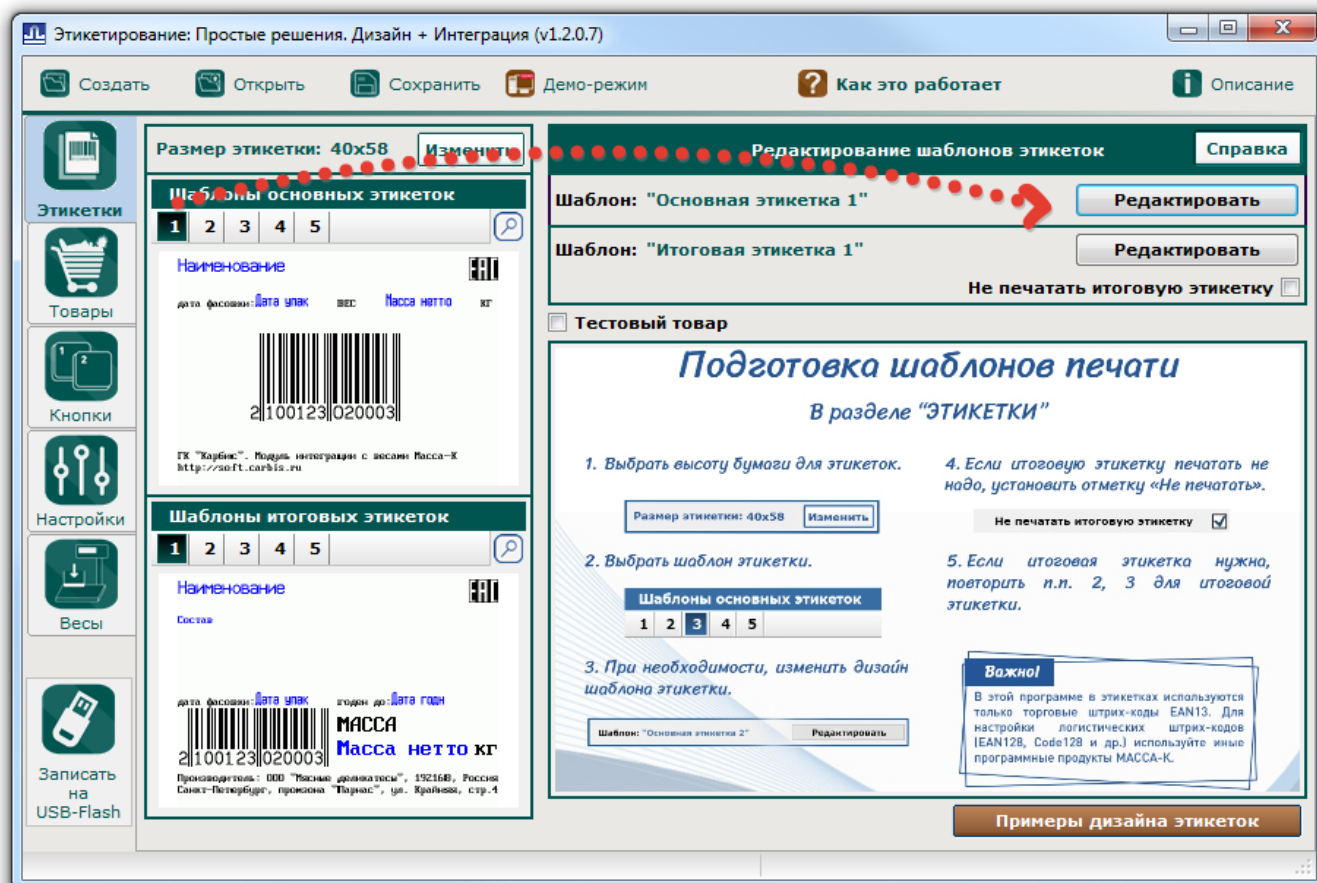 Этикетирование: Простые решения. Дизайн + Интеграция (v1.2.0.7)
Создать Открыть Сохранить Демо-режим Как это работает Описание
Этикетки
Товары
Кнопки
Настройки
Весы
Записать
на
USB-Flash
Размер этикетки: 40x58 Изменить
Шаблоны основных этикеток
1 2 3 4 5
Наименование
дата фасовки: Дата упак ВЕС Масса нетто кг
2 100123 020003
ГК "Карбис". Модуль интеграции с весами Масса-К
http://soft.carbis.ru
Шаблоны итоговых этикеток
1 2 3 4 5
Наименование
Состав
дата фасовки: Дата упак годен до: Дата годн
МАССА
Масса нетто кг
2 100123 020003
Производитель: ООО "Мясные деликатесы", 192168, Россия
Санкт-Петербург, промзона "Парнас", ул. Крайняя, стр.4
Редактирование шаблонов этикеток Справка
Шаблон: "Основная этикетка 1" Редактировать
Шаблон: "Итоговая этикетка 1" Редактировать
Не печатать итоговую этикетку
Тестовый товар
Подготовка шаблонов печати
В разделе "ЭТИКЕТКИ"
1. Выбрать высоту бумаги для этикеток.
Размер этикетки: 40x58 Изменить
2. Выбрать шаблон этикетки.
Шаблоны основных этикеток
1 2 3 4 5
3. При необходимости, изменить дизайн
шаблона этикетки.
Шаблон: "Основная этикетка 2" Редактировать
4. Если итоговую этикетку печатать не
надо, установить отметку «Не печатать».
Не печатать итоговую этикетку
5. Если итоговая этикетка нужна,
повторить п.п. 2, 3 для итоговой
этикетки.
Важно!
В этой программе в этикетках используются
только торговые штрих-коды EAN13. Для
настройки логистических штрих-кодов
(EAN128, Code128 и др.) используйте иные
программные продукты МАССА-К.
Примеры дизайна этикеток